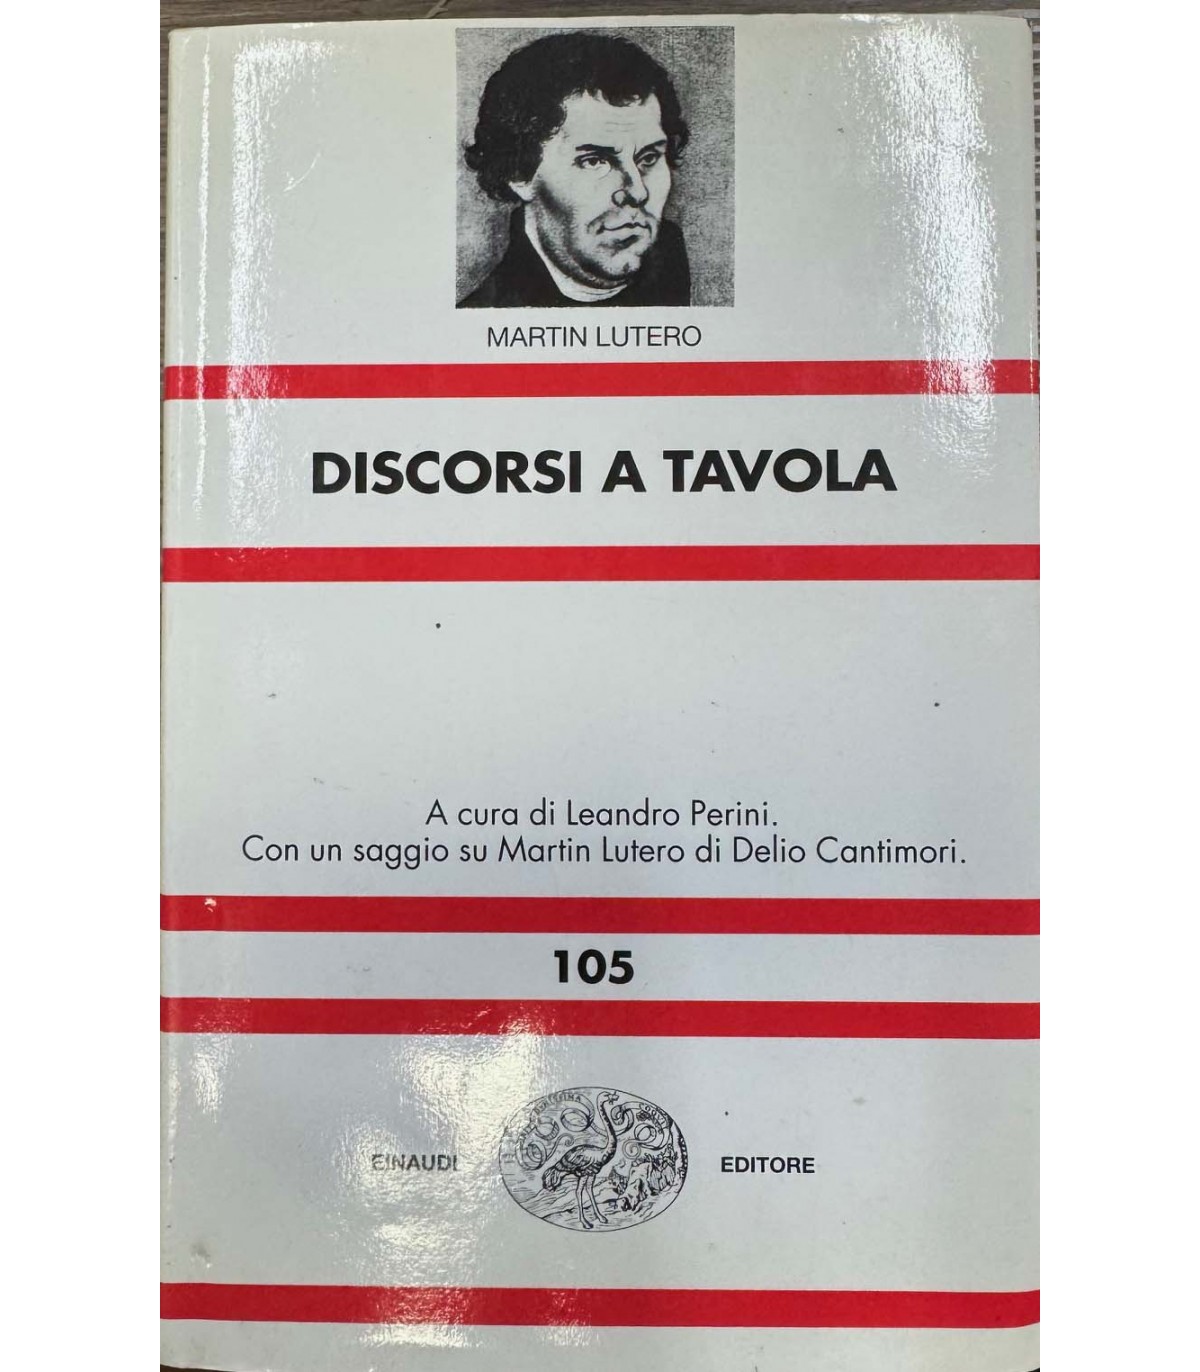 MARTIN LUTERO
DISCORSI A TAVOLA
A cura di Leandro Perini.
Con un saggio su Martin Lutero di Delio Cantimori.
105
EINAUDI
EDITORE